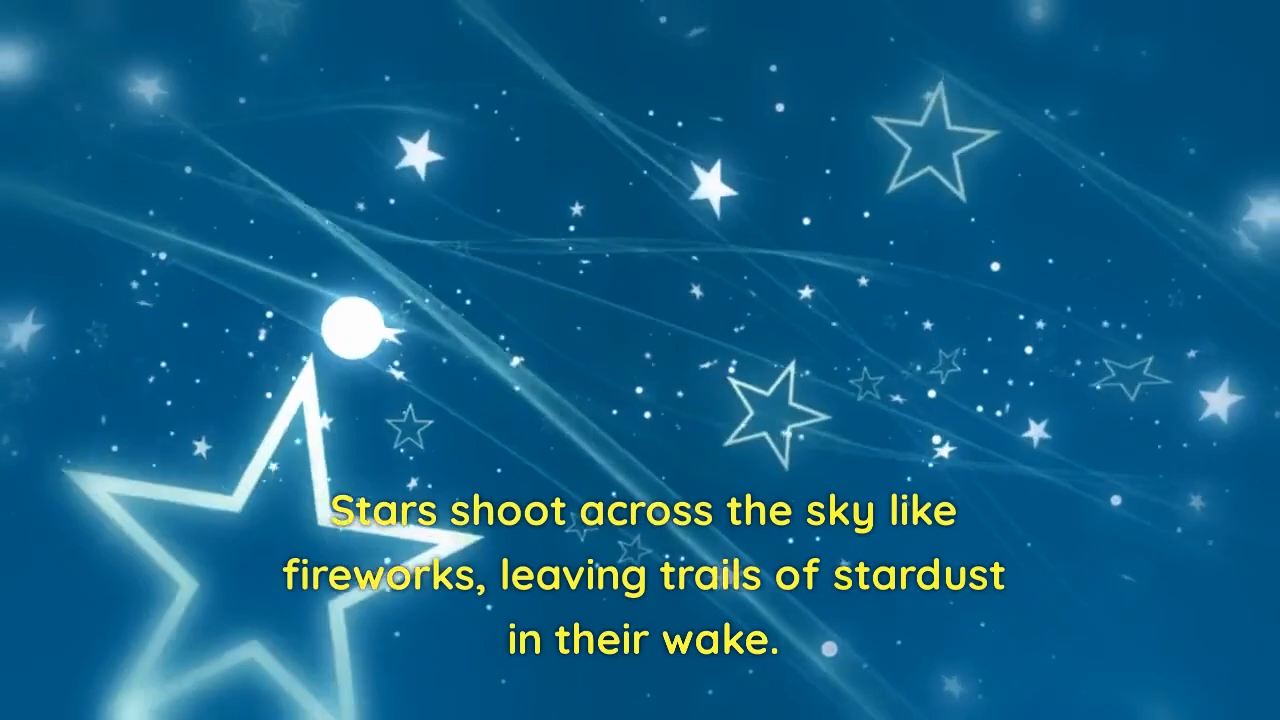 Stars shoot across the sky like
fireworks, leaving trails of stardust
in their wake.